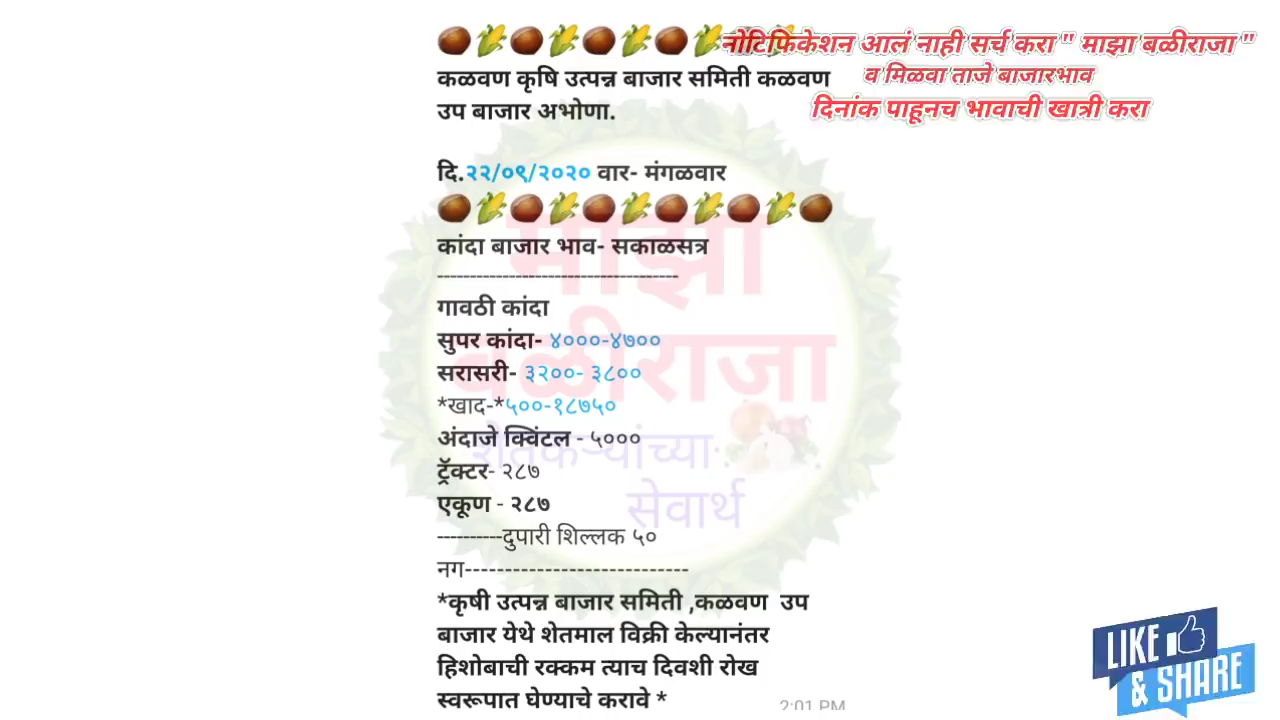 नोटिफिकेशन आलं नाही सर्च करा " माझा बळीराजा "
व मिळवा ताजे बाजारभाव
दिनांक पाहूनच भावाची खात्री करा
कळवण कृषि उत्पन्न बाजार समिती कळवण
उप बाजार अभोणा.
दि.२२/०९/२०२० वार- मंगळवार
कांदा बाजार भाव- सकाळसत्र
-------------------------------------
गावठी कांदा
सुपर कांदा- ४०००-४७००
सरासरी- ३२००- ३८००
*खाद-*५००-१८७५०
अंदाजे क्विंटल - ५०००
ट्रॅक्टर- २८७
एकूण - २८७
----------दुपारी शिल्लक ५०
नग----------------------------
*कृषी उत्पन्न बाजार समिती ,कळवण उप
बाजार येथे शेतमाल विक्री केल्यानंतर
हिशोबाची रक्कम त्याच दिवशी रोख
स्वरूपात घेण्याचे करावे *
2:01 PM
माझा
बळीराजा
शेतकऱ्यांच्या
सेवार्थ
LIKE
& SHARE